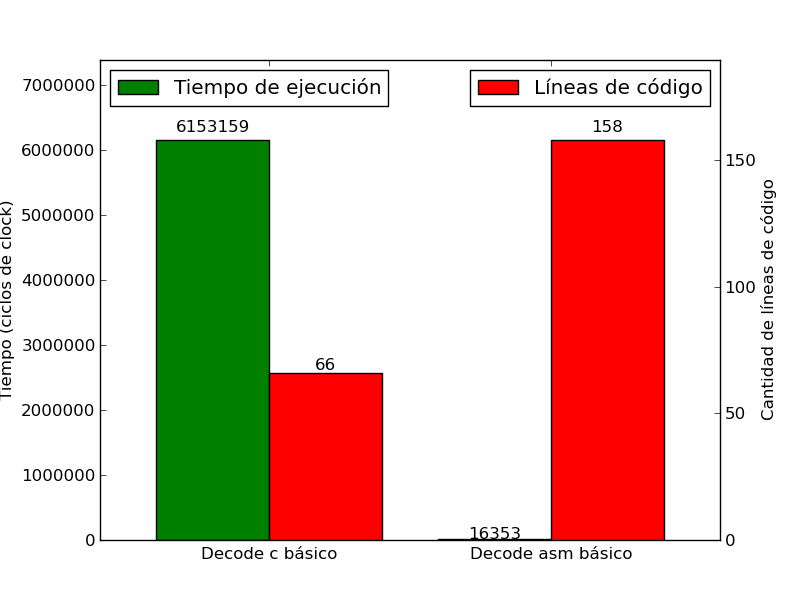 Tiempo de ejecución
Líneas de código
7000000
6000000
5000000
4000000
3000000
2000000
1000000
0
Tiempo (ciclos de clock)
6153159
66
16353
158
150
100
50
0
Cantidad de líneas de código
Decode c básico
Decode asm básico